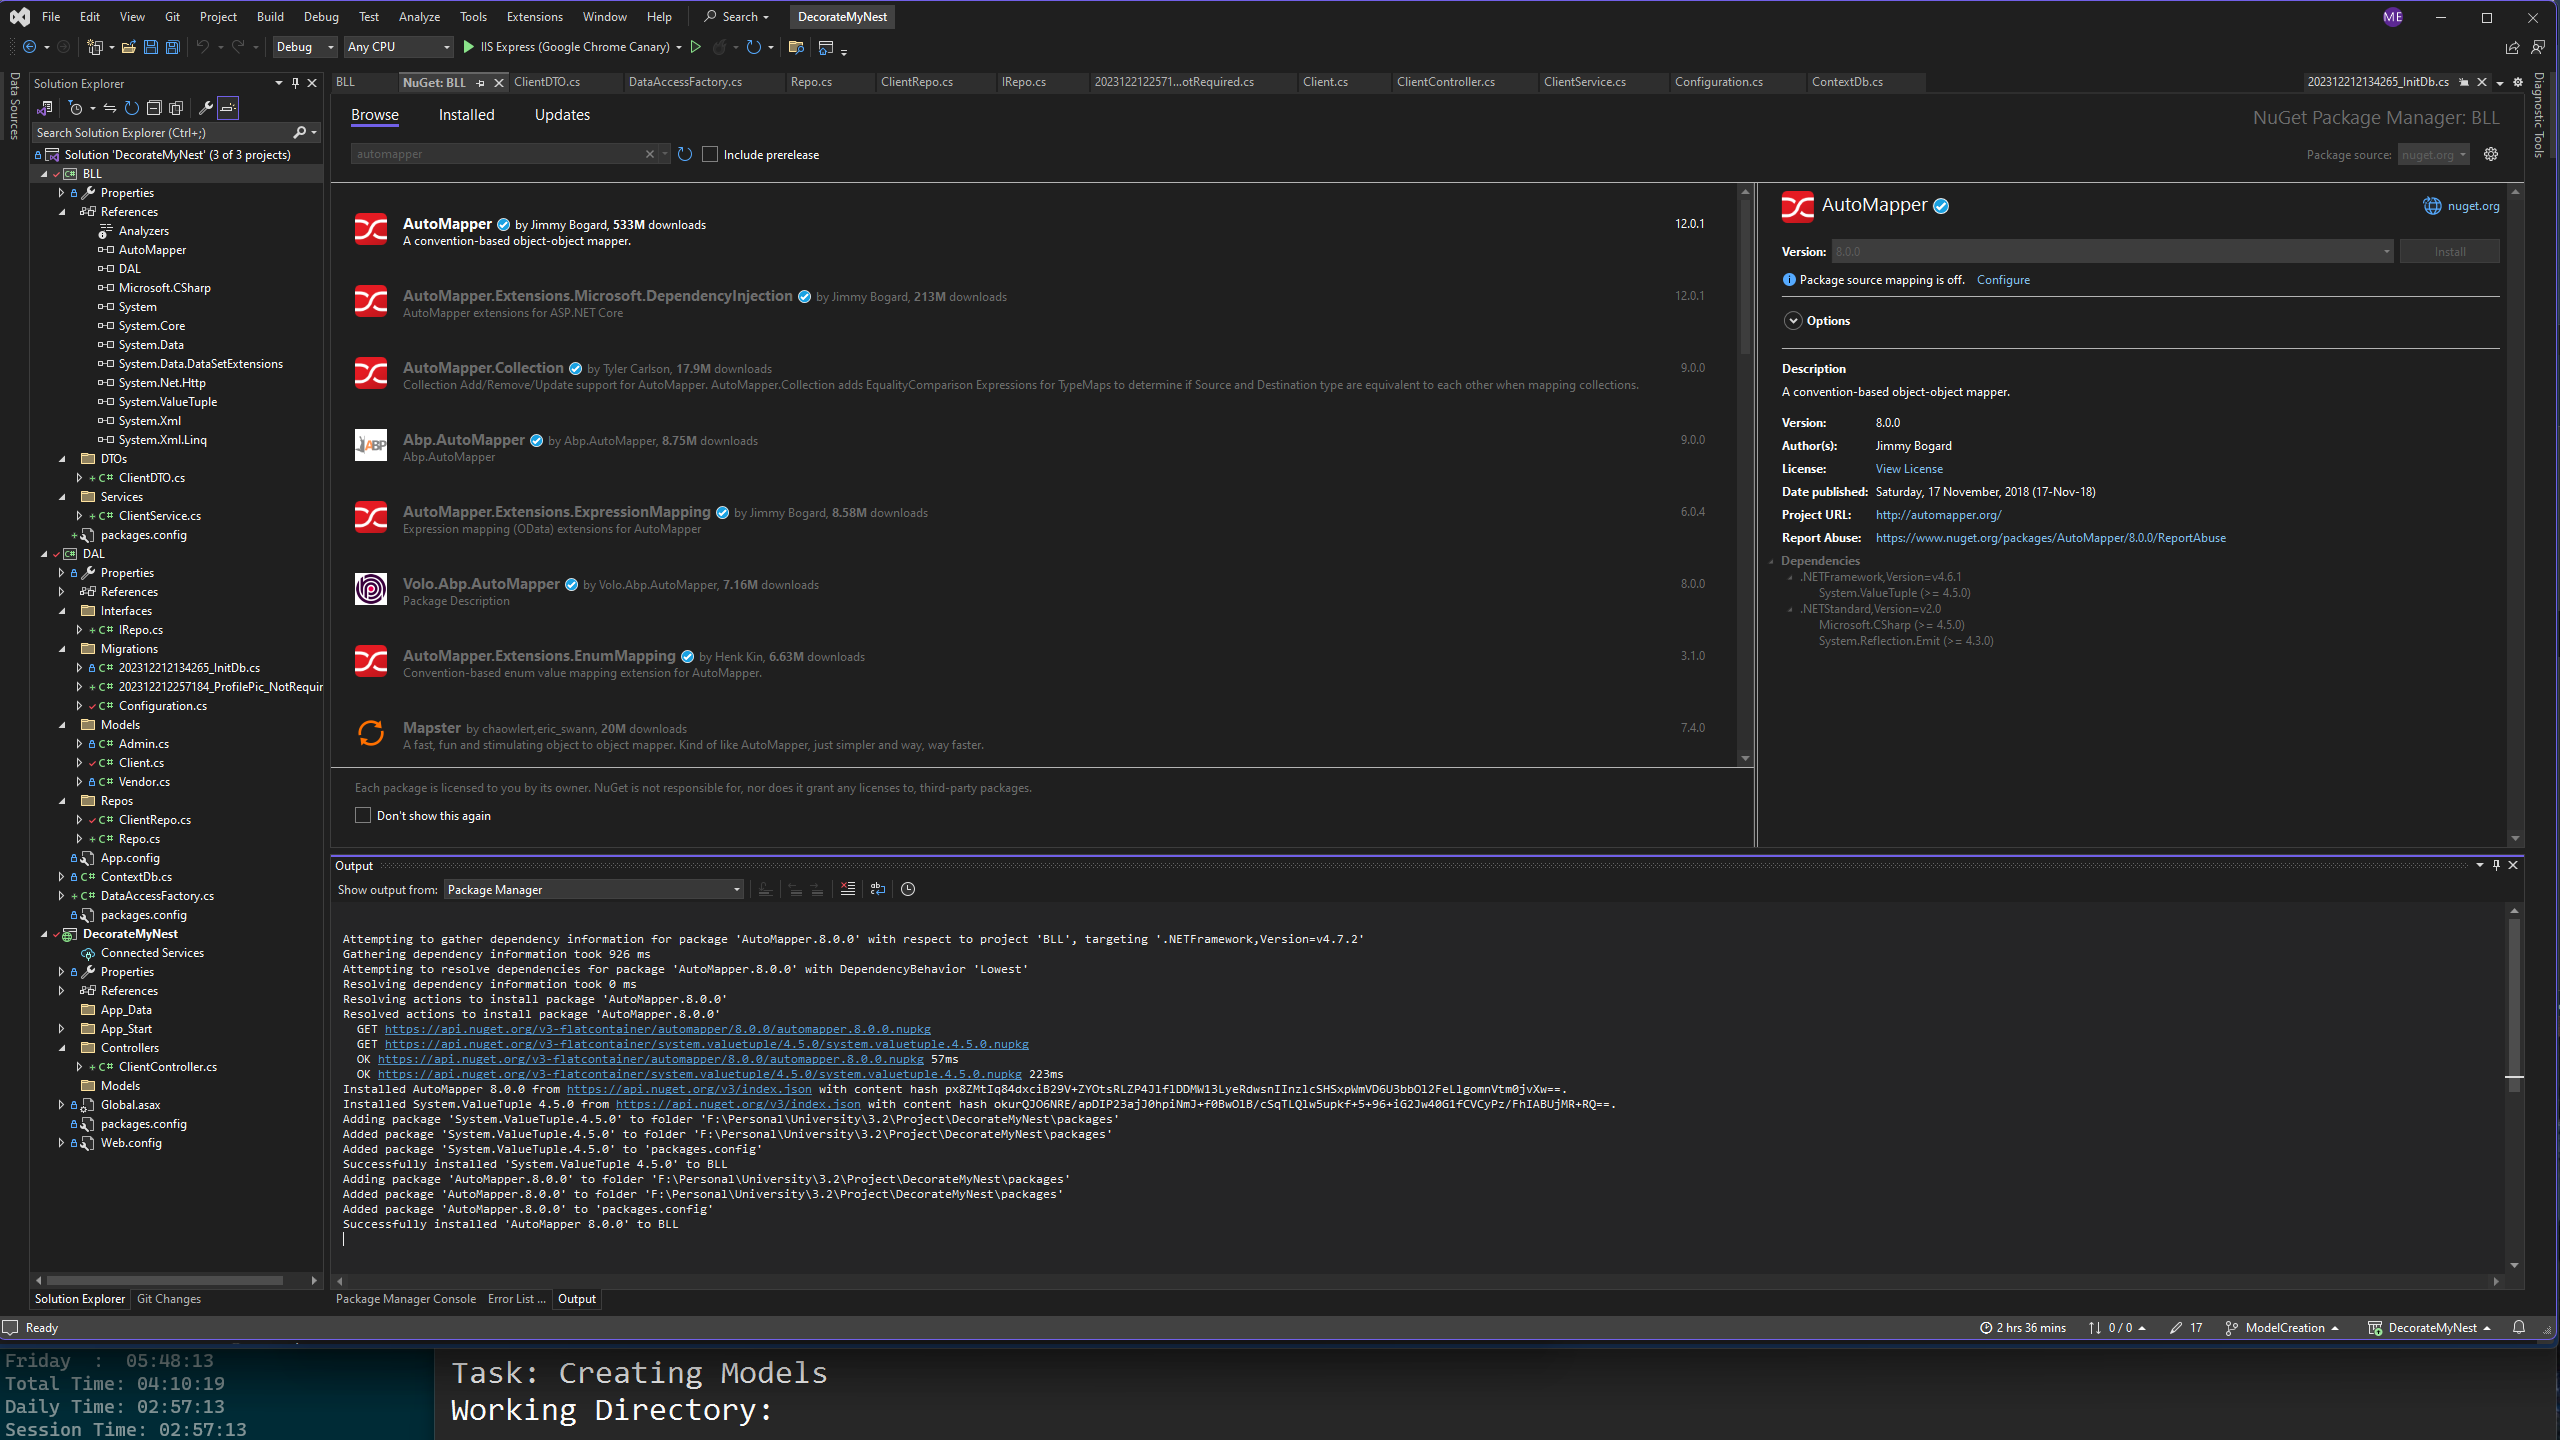 File Edit View Git Project Build Debug Test Analyze Tools Extensions Window Help Search DecorateMyNest ME
Debug Any CPU IIS Express (Google Chrome Canary)
Data Sources
Solution Explorer
Search Solution Explorer (Ctrl+;)
Solution 'DecorateMyNest' (3 of 3 projects)
BLL
Properties
References
Analyzers
AutoMapper
DAL
Microsoft.CSharp
System
System.Core
System.Data
System.Data.DataSetExtensions
System.Net.Http
System.ValueTuple
System.Xml
System.Xml.Linq
DTOs
C# ClientDTO.cs
Services
C# ClientService.cs
packages.config
DAL
Properties
References
Interfaces
C# IRepo.cs
Migrations
C# 202312212134265_InitDb.cs
C# 202312212257184_ProfilePic_NotRequir
C# Configuration.cs
Models
C# Admin.cs
C# Client.cs
C# Vendor.cs
Repos
C# ClientRepo.cs
C# Repo.cs
App.config
C# ContextDb.cs
C# DataAccessFactory.cs
packages.config
DecorateMyNest
Connected Services
Properties
References
App_Data
App_Start
Controllers
C# ClientController.cs
Models
Global.asax
packages.config
Web.config
Solution Explorer Git Changes
BLL NuGet: BLL ClientDTO.cs DataAccessFactory.cs Repo.cs ClientRepo.cs IRepo.cs 2023122122571...otRequired.cs Client.cs ClientController.cs ClientService.cs Configuration.cs ContextDb.cs 202312212134265_InitDb.cs
Browse Installed Updates NuGet Package Manager: BLL
automapper Include prerelease Package source: nuget.org
AutoMapper by Jimmy Bogard, 533M downloads 12.0.1
A convention-based object-object mapper.
AutoMapper.Extensions.Microsoft.DependencyInjection by Jimmy Bogard, 213M downloads 12.0.1
AutoMapper extensions for ASP.NET Core
AutoMapper.Collection by Tyler Carlson, 17.9M downloads 9.0.0
Collection Add/Remove/Update support for AutoMapper. AutoMapper.Collection adds EqualityComparison Expressions for TypeMaps to determine if Source and Destination type are equivalent to each other when mapping collections.
ABP
Abp.AutoMapper by Abp.AutoMapper, 8.75M downloads 9.0.0
Abp.AutoMapper
AutoMapper.Extensions.ExpressionMapping by Jimmy Bogard, 8.58M downloads 6.0.4
Expression mapping (OData) extensions for AutoMapper
Volo.Abp.AutoMapper by Volo.Abp.AutoMapper, 7.16M downloads 8.0.0
Package Description
AutoMapper.Extensions.EnumMapping by Henk Kin, 6.63M downloads 3.1.0
Convention-based enum value mapping extension for AutoMapper.
Mapster by chaowlert,eric_swann, 20M downloads 7.4.0
A fast, fun and stimulating object to object mapper. Kind of like AutoMapper, just simpler and way, way faster.
Each package is licensed to you by its owner. NuGet is not responsible for, nor does it grant any licenses to, third-party packages.
Don't show this again
AutoMapper nuget.org
Version: 8.0.0 Install
Package source mapping is off. Configure
Options
Description
A convention-based object-object mapper.
Version: 8.0.0
Author(s): Jimmy Bogard
License: View License
Date published: Saturday, 17 November, 2018 (17-Nov-18)
Project URL: http://automapper.org/
Report Abuse: https://www.nuget.org/packages/AutoMapper/8.0.0/ReportAbuse
Dependencies
.NETFramework,Version=v4.6.1
System.ValueTuple (>= 4.5.0)
.NETStandard,Version=v2.0
Microsoft.CSharp (>= 4.5.0)
System.Reflection.Emit (>= 4.3.0)
Diagnostic Tools
Output
Show output from: Package Manager
Attempting to gather dependency information for package 'AutoMapper.8.0.0' with respect to project 'BLL', targeting '.NETFramework,Version=v4.7.2'
Gathering dependency information took 926 ms
Attempting to resolve dependencies for package 'AutoMapper.8.0.0' with DependencyBehavior 'Lowest'
Resolving dependency information took 0 ms
Resolving actions to install package 'AutoMapper.8.0.0'
Resolved actions to install package 'AutoMapper.8.0.0'
GET https://api.nuget.org/v3-flatcontainer/automapper/8.0.0/automapper.8.0.0.nupkg
GET https://api.nuget.org/v3-flatcontainer/system.valuetuple/4.5.0/system.valuetuple.4.5.0.nupkg
OK https://api.nuget.org/v3-flatcontainer/automapper/8.0.0/automapper.8.0.0.nupkg 57ms
OK https://api.nuget.org/v3-flatcontainer/system.valuetuple/4.5.0/system.valuetuple.4.5.0.nupkg 223ms
Installed AutoMapper 8.0.0 from https://api.nuget.org/v3/index.json with content hash
Installed System.ValueTuple 4.5.0 from https://api.nuget.org/v3/index.json with content hash
Adding package 'System.ValueTuple.4.5.0' to folder 'F:\Personal\University\3.2\Project\DecorateMyNest\packages'
Added package 'System.ValueTuple.4.5.0' to folder 'F:\Personal\University\3.2\Project\DecorateMyNest\packages'
Added package 'System.ValueTuple.4.5.0' to 'packages.config'
Successfully installed 'System.ValueTuple 4.5.0' to BLL
Adding package 'AutoMapper.8.0.0' to folder 'F:\Personal\University\3.2\Project\DecorateMyNest\packages'
Added package 'AutoMapper.8.0.0' to folder 'F:\Personal\University\3.2\Project\DecorateMyNest\packages'
Added package 'AutoMapper.8.0.0' to 'packages.config'
Successfully installed 'AutoMapper 8.0.0' to BLL
Package Manager Console Error List ... Output
Ready 2 hrs 36 mins 0 / 0 17 ModelCreation DecorateMyNest
Friday : 05:48:13
Total Time: 04:10:19
Daily Time: 02:57:13
Session Time: 02:57:13
Task: Creating Models
Working Directory: